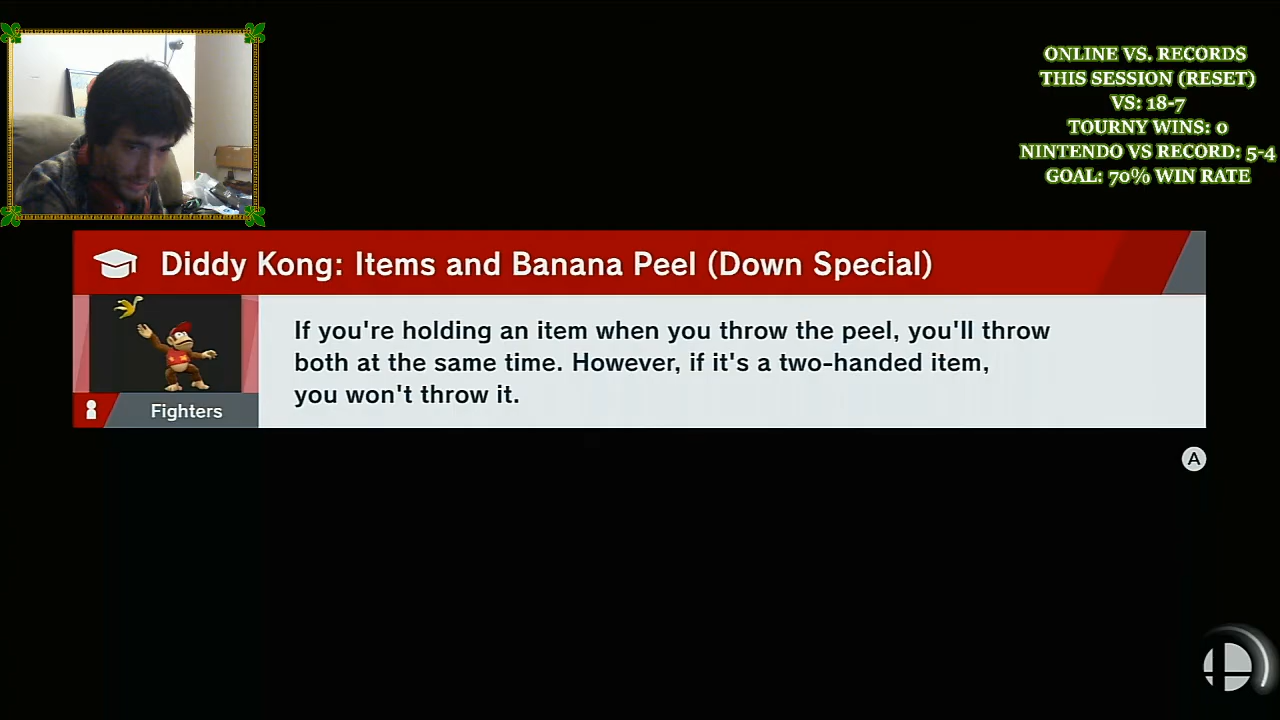 ONLINE VS. RECORDS
THIS SESSION (RESET)
VS: 18-7
TOURNY WINS: 0
NINTENDO VS RECORD: 5-4
GOAL: 70% WIN RATE
Diddy Kong: Items and Banana Peel (Down Special)
If you're holding an item when you throw the peel, you'll throw
both at the same time. However, if it's a two-handed item,
you won't throw it.
Fighters
A